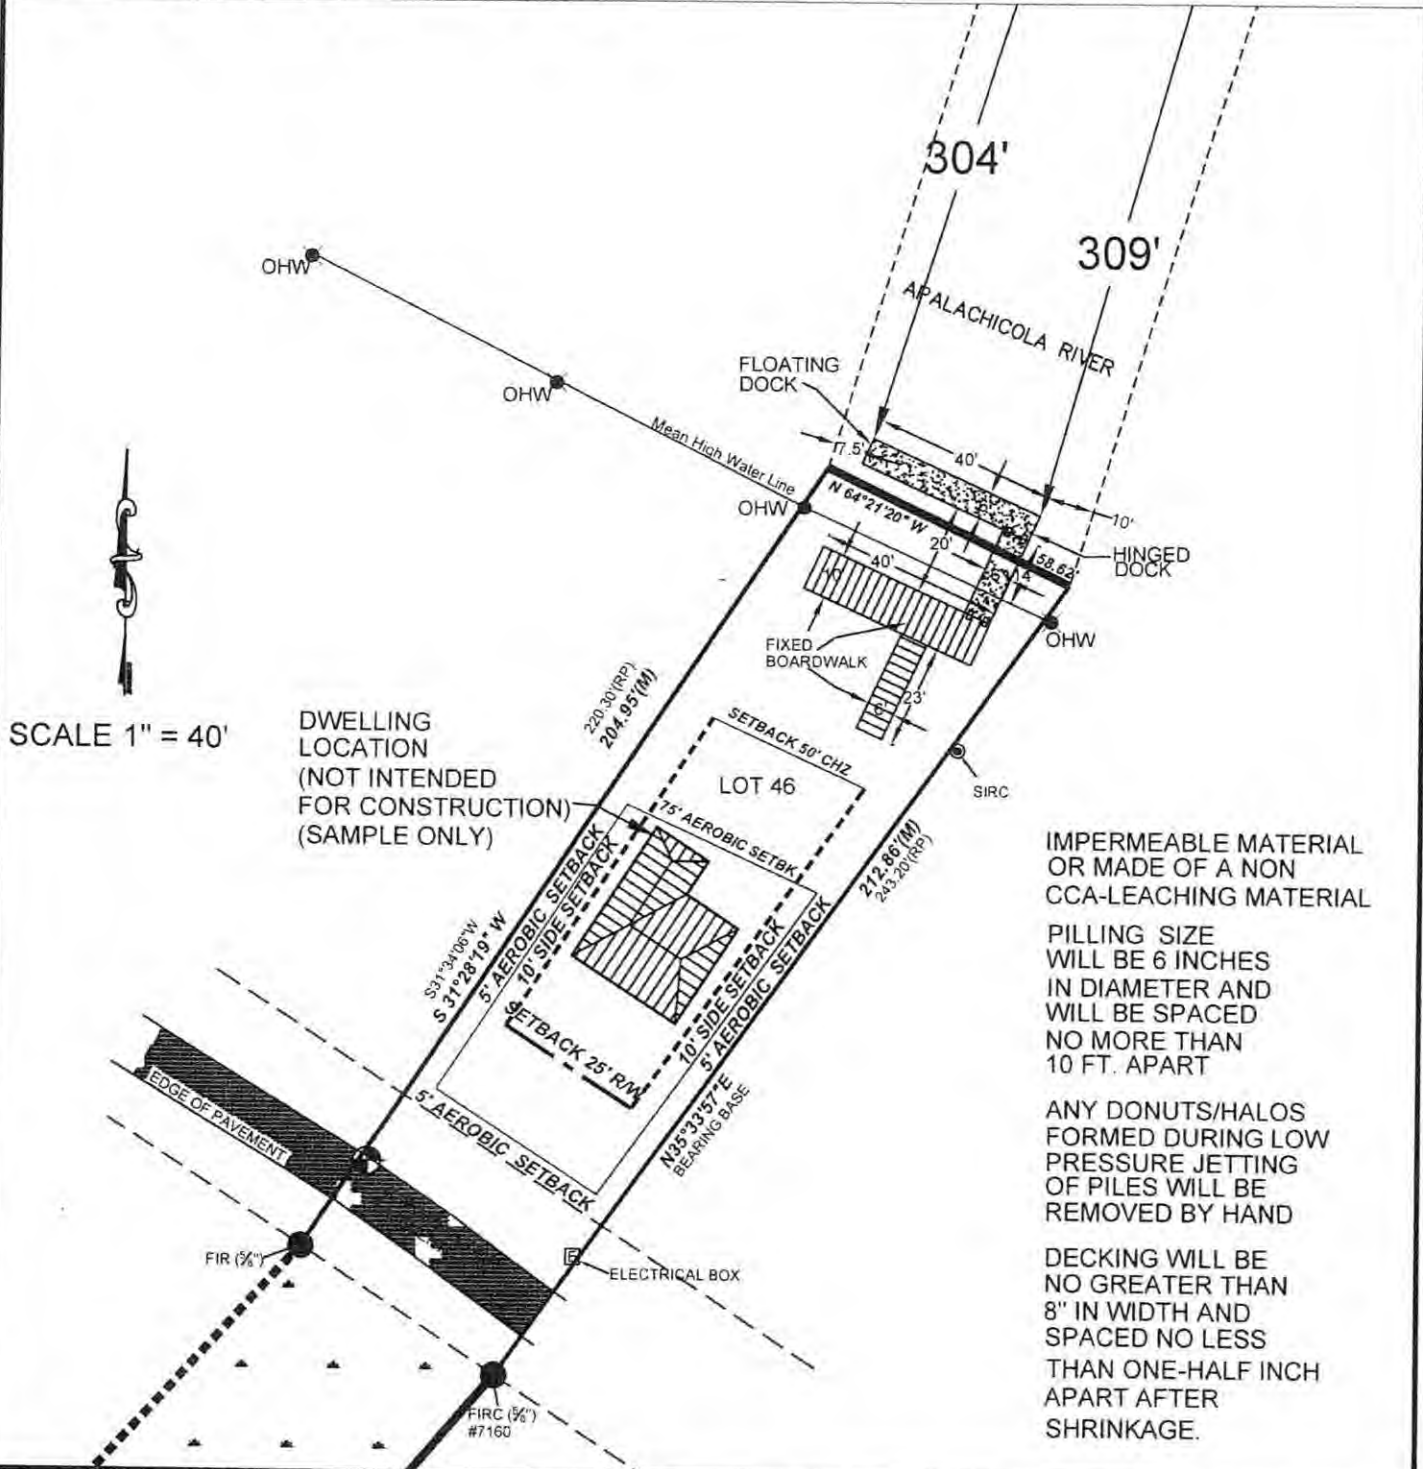 304'
309'
APALACHICOLA RIVER
OHW
OHW
Mean High Water Line
OHW
FLOATING
DOCK
40'
10'
N 64°21'20" W
20'
58.62'
HINGED
DOCK
10'
40'
14'
OHW
FIXED
BOARDWALK
23'
6'
220.30'(RP)
204.95'(M)
SETBACK 50' CHZ
SIRC
SCALE 1" = 40'
DWELLING
LOCATION
(NOT INTENDED
FOR CONSTRUCTION)
(SAMPLE ONLY)
LOT 46
75' AEROBIC SETBK
212.86'(M)
243.20'(RP)
S31°34'06"W
S 31°28'19" W
5' AEROBIC SETBACK
10' SIDE SETBACK
SETBACK 25' R/W
10' SIDE SETBACK
5' AEROBIC SETBACK
N35°33'57"E
BEARING BASE
5' AEROBIC SETBACK
EDGE OF PAVEMENT
FIR (⅝")
E
ELECTRICAL BOX
FIRC (⅝")
#7160
IMPERMEABLE MATERIAL
OR MADE OF A NON
CCA-LEACHING MATERIAL
PILLING SIZE
WILL BE 6 INCHES
IN DIAMETER AND
WILL BE SPACED
NO MORE THAN
10 FT. APART
ANY DONUTS/HALOS
FORMED DURING LOW
PRESSURE JETTING
OF PILES WILL BE
REMOVED BY HAND
DECKING WILL BE
NO GREATER THAN
8" IN WIDTH AND
SPACED NO LESS
THAN ONE-HALF INCH
APART AFTER
SHRINKAGE.